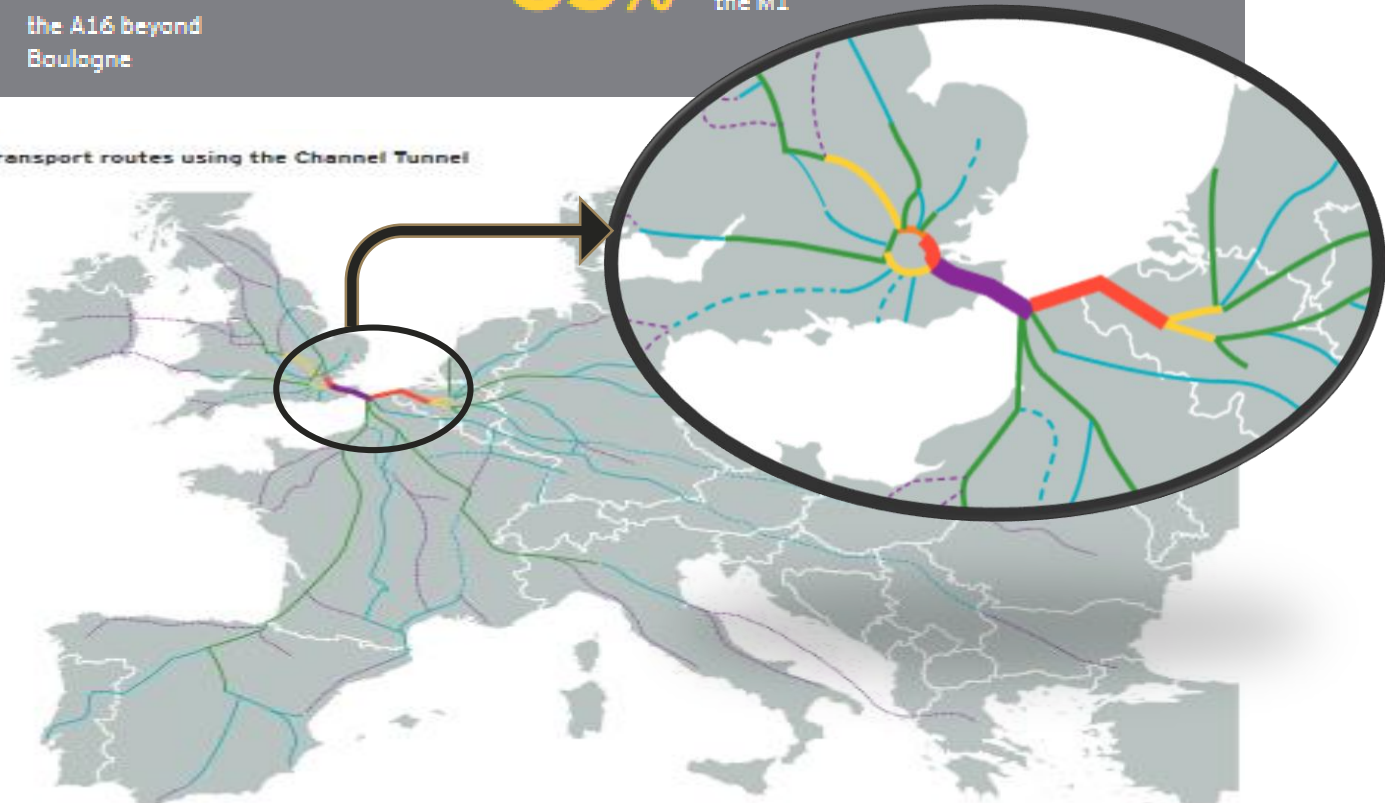 the A16 beyond
Boulogne
the M1
ransport routes using the Channel Tunnel